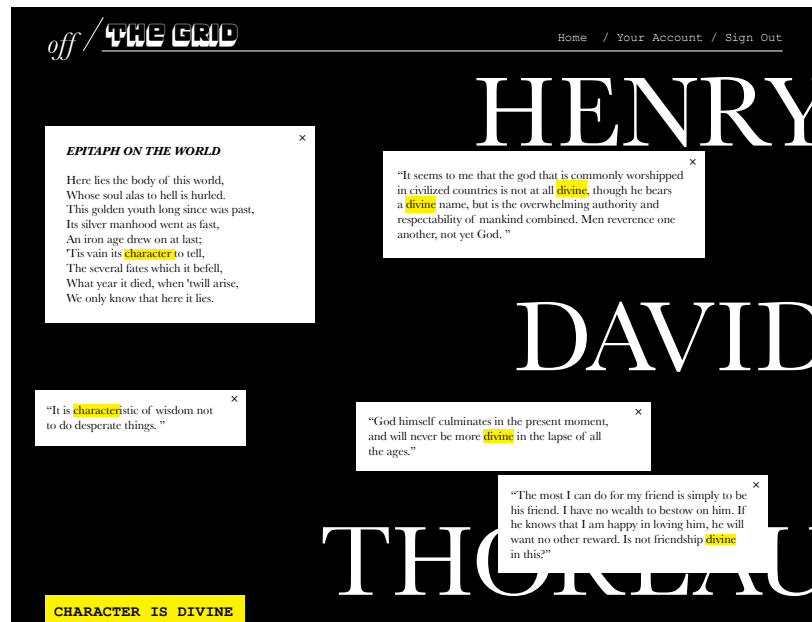 off / THE GRID
Home / Your Account / Sign Out
HENRY
×
EPITAPH ON THE WORLD
Here lies the body of this world,
Whose soul alas to hell is hurled.
This golden youth long since was past,
Its silver manhood went as fast,
An iron age drew on at last;
'Tis vain its character to tell,
The several fates which it befell,
What year it died, when 'twill arise,
We only know that here it lies.
×
“It seems to me that the god that is commonly worshipped
in civilized countries is not at all divine, though he bears
a divine name, but is the overwhelming authority and
respectability of mankind combined. Men reverence one
another, not yet God. ”
DAVID
×
“It is characteristic of wisdom not
to do desperate things. ”
×
“God himself culminates in the present moment,
and will never be more divine in the lapse of all
the ages.”
×
“The most I can do for my friend is simply to be
his friend. I have no wealth to bestow on him. If
he knows that I am happy in loving him, he will
want no other reward. Is not friendship divine
in this?”
THOREAU
CHARACTER IS DIVINE